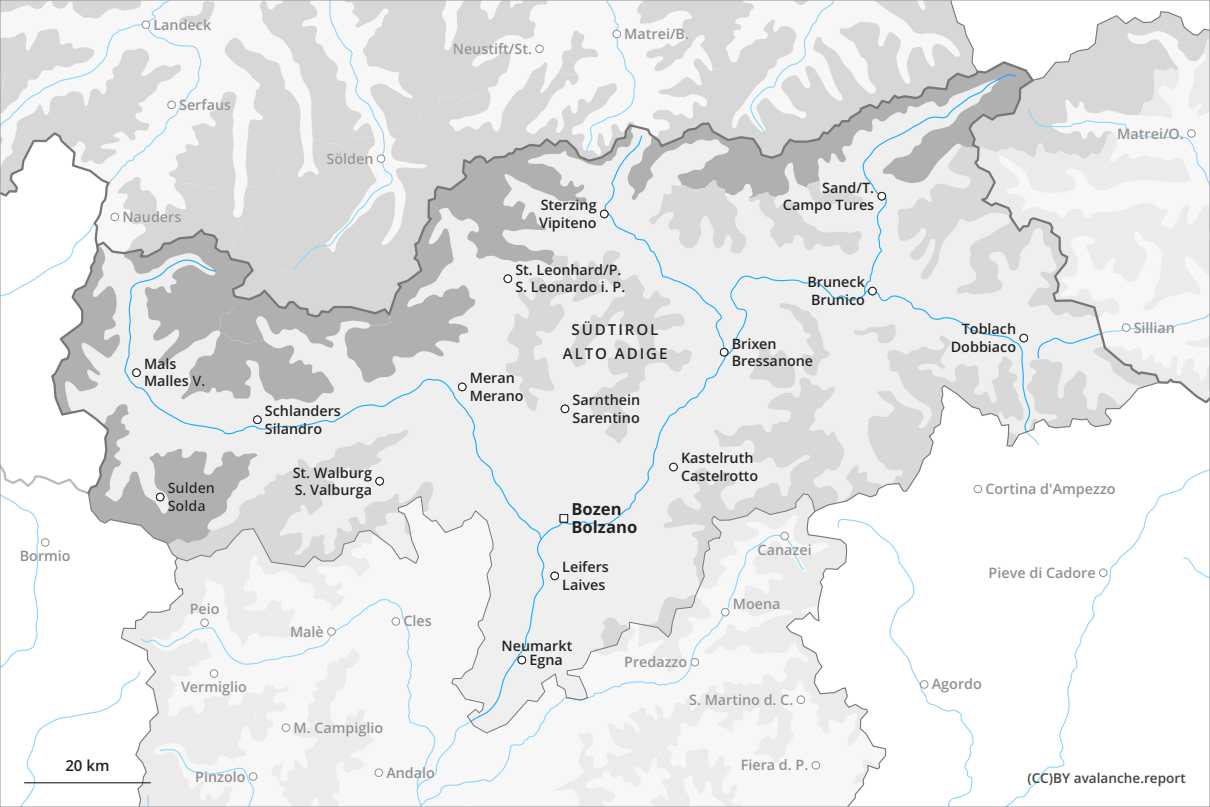 Landeck
Neustift/St.
Matrei/B.
Serfaus
Matrei/O.
Sölden
Nauders
Sand/T.
Campo Tures
Sterzing
Vipiteno
St. Leonhard/P.
S. Leonardo i. P.
Bruneck
Brunico
SÜDTIROL
ALTO ADIGE
Toblach
Dobbiaco
Sillian
Brixen
Bressanone
Mals
Malles V.
Meran
Merano
Schlanders
Silandro
Sarnthein
Sarentino
Kastelruth
Castelrotto
St. Walburg
S. Valburga
Sulden
Solda
Cortina d'Ampezzo
Bozen
Bolzano
Bormio
Canazei
Leifers
Laives
Pieve di Cadore
Peio
Moena
Malè
Cles
Neumarkt
Egna
Predazzo
Vermiglio
Agordo
S. Martino d. C.
M. Campiglio
Fiera d. P.
20 km
Pinzolo
Andalo
(CC)BY avalanche.report